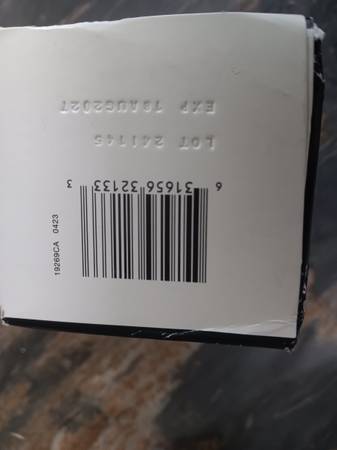 LOT 241145
EXP 18AUG2027
6 31656 32133 3
19269CA 0423